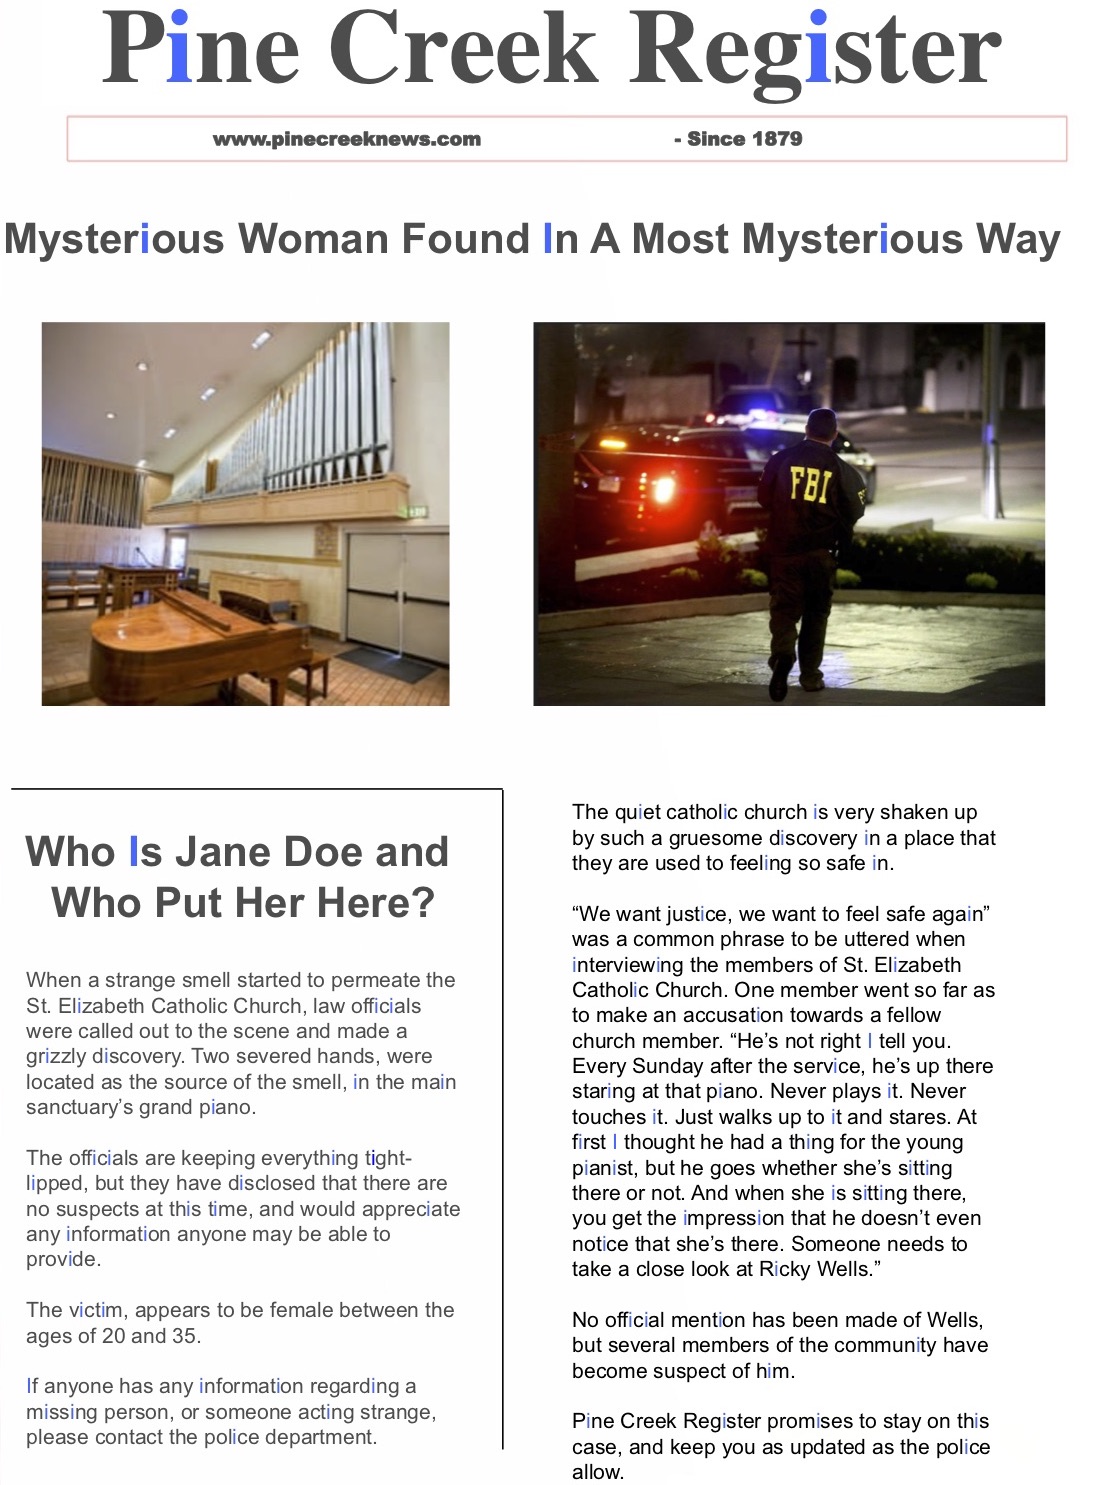 Pine Creek Register
www.pinecreeknews.com - Since 1879
Mysterious Woman Found In A Most Mysterious Way
FBI
Who Is Jane Doe and
Who Put Her Here?
When a strange smell started to permeate the
St. Elizabeth Catholic Church, law officials
were called out to the scene and made a
grizzly discovery. Two severed hands, were
located as the source of the smell, in the main
sanctuary's grand piano.
The officials are keeping everything tight-
lipped, but they have disclosed that there are
no suspects at this time, and would appreciate
any information anyone may be able to
provide.
The victim, appears to be female between the
ages of 20 and 35.
If anyone has any information regarding a
missing person, or someone acting strange,
please contact the police department.
The quiet catholic church is very shaken up
by such a gruesome discovery in a place that
they are used to feeling so safe in.
“We want justice, we want to feel safe again”
was a common phrase to be uttered when
interviewing the members of St. Elizabeth
Catholic Church. One member went so far as
to make an accusation towards a fellow
church member. “He's not right I tell you.
Every Sunday after the service, he's up there
staring at that piano. Never plays it. Never
touches it. Just walks up to it and stares. At
first I thought he had a thing for the young
pianist, but he goes whether she's sitting
there or not. And when she is sitting there,
you get the impression that he doesn't even
notice that she's there. Someone needs to
take a close look at Ricky Wells.”
No official mention has been made of Wells,
but several members of the community have
become suspect of him.
Pine Creek Register promises to stay on this
case, and keep you as updated as the police
allow.